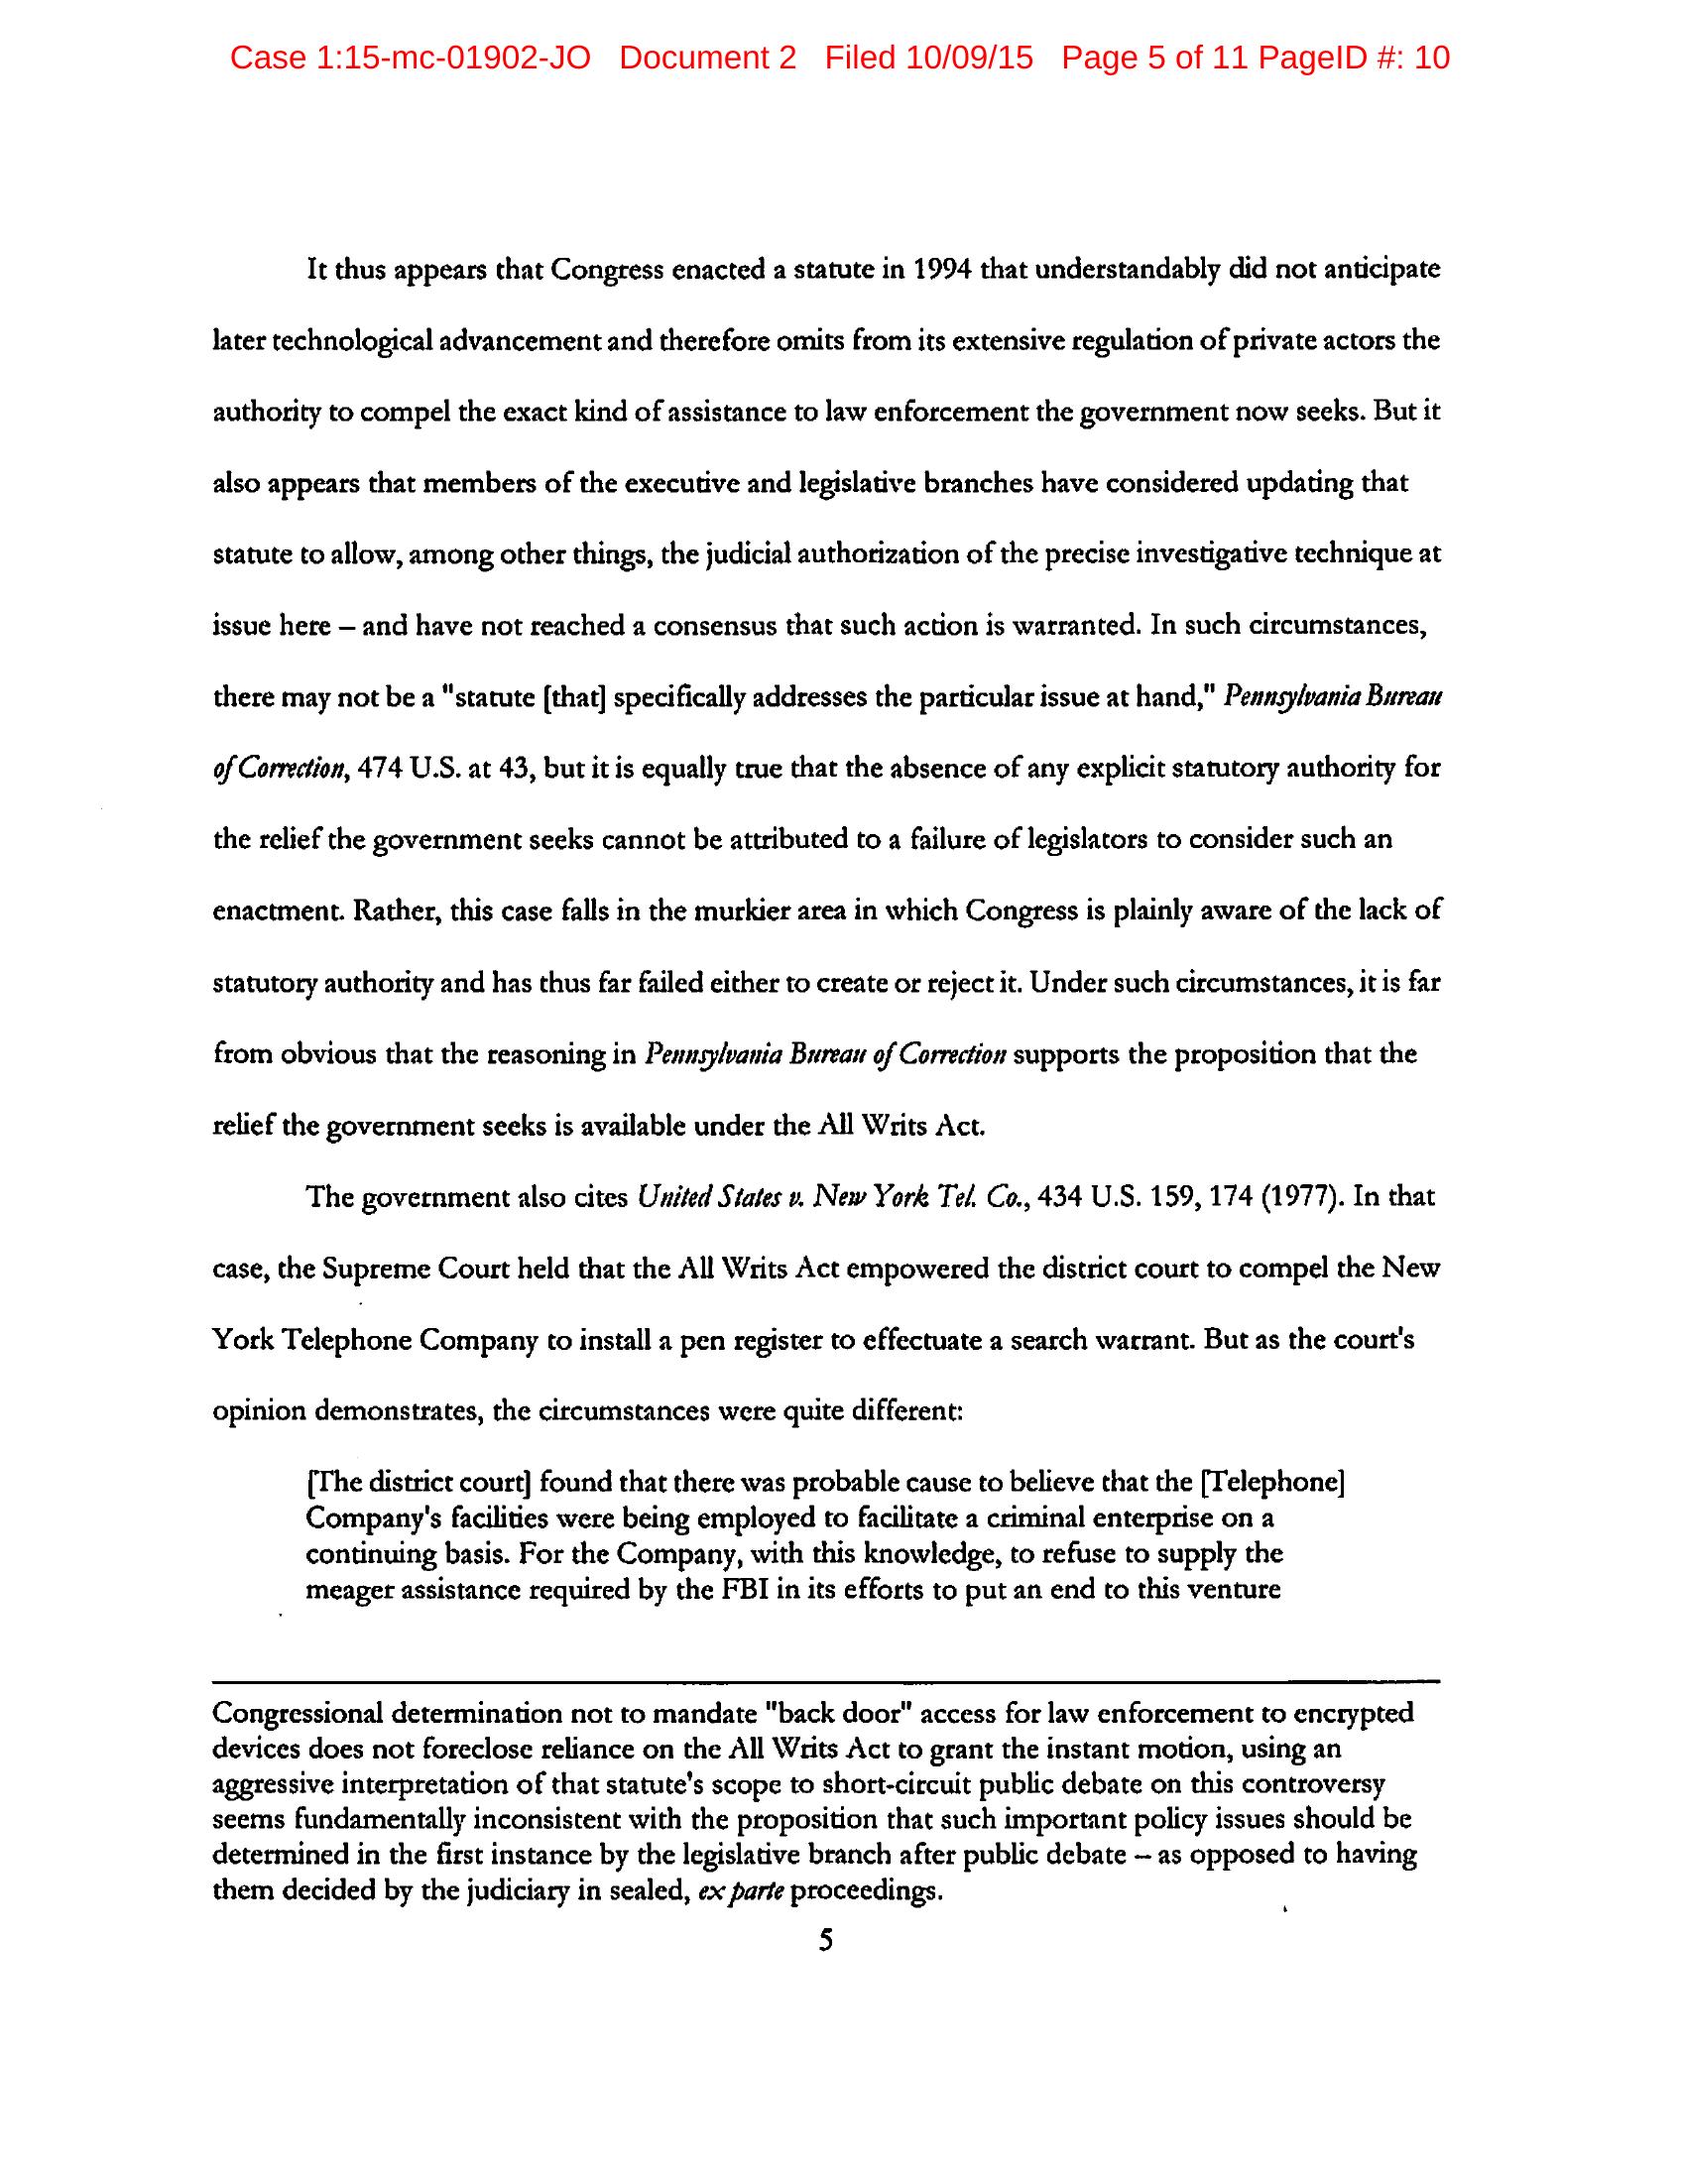 Case 1:15-mc-01902-JO Document 2 Filed 10/09/15 Page 5 of 11 PageID #: 10
It thus appears that Congress enacted a statute in 1994 that understandably did not anticipate
later technological advancement and therefore omits from its extensive regulation of private actors the
authority to compel the exact kind of assistance to law enforcement the government now seeks. But it
also appears that members of the executive and legislative branches have considered updating that
statute to allow, among other things, the judicial authorization of the precise investigative technique at
issue here – and have not reached a consensus that such action is warranted. In such circumstances,
there may not be a "statute [that] specifically addresses the particular issue at hand," Pennsylvania Bureau
of Correction, 474 U.S. at 43, but it is equally true that the absence of any explicit statutory authority for
the relief the government seeks cannot be attributed to a failure of legislators to consider such an
enactment. Rather, this case falls in the murkier area in which Congress is plainly aware of the lack of
statutory authority and has thus far failed either to create or reject it. Under such circumstances, it is far
from obvious that the reasoning in Pennsylvania Bureau of Correction supports the proposition that the
relief the government seeks is available under the All Writs Act.
The government also cites United States v. New York Tel. Co., 434 U.S. 159, 174 (1977). In that
case, the Supreme Court held that the All Writs Act empowered the district court to compel the New
York Telephone Company to install a pen register to effectuate a search warrant. But as the court's
opinion demonstrates, the circumstances were quite different:
[The district court] found that there was probable cause to believe that the [Telephone]
Company's facilities were being employed to facilitate a criminal enterprise on a
continuing basis. For the Company, with this knowledge, to refuse to supply the
meager assistance required by the FBI in its efforts to put an end to this venture
Congressional determination not to mandate "back door" access for law enforcement to encrypted
devices does not foreclose reliance on the All Writs Act to grant the instant motion, using an
aggressive interpretation of that statute's scope to short-circuit public debate on this controversy
seems fundamentally inconsistent with the proposition that such important policy issues should be
determined in the first instance by the legislative branch after public debate – as opposed to having
them decided by the judiciary in sealed, ex parte proceedings.
5